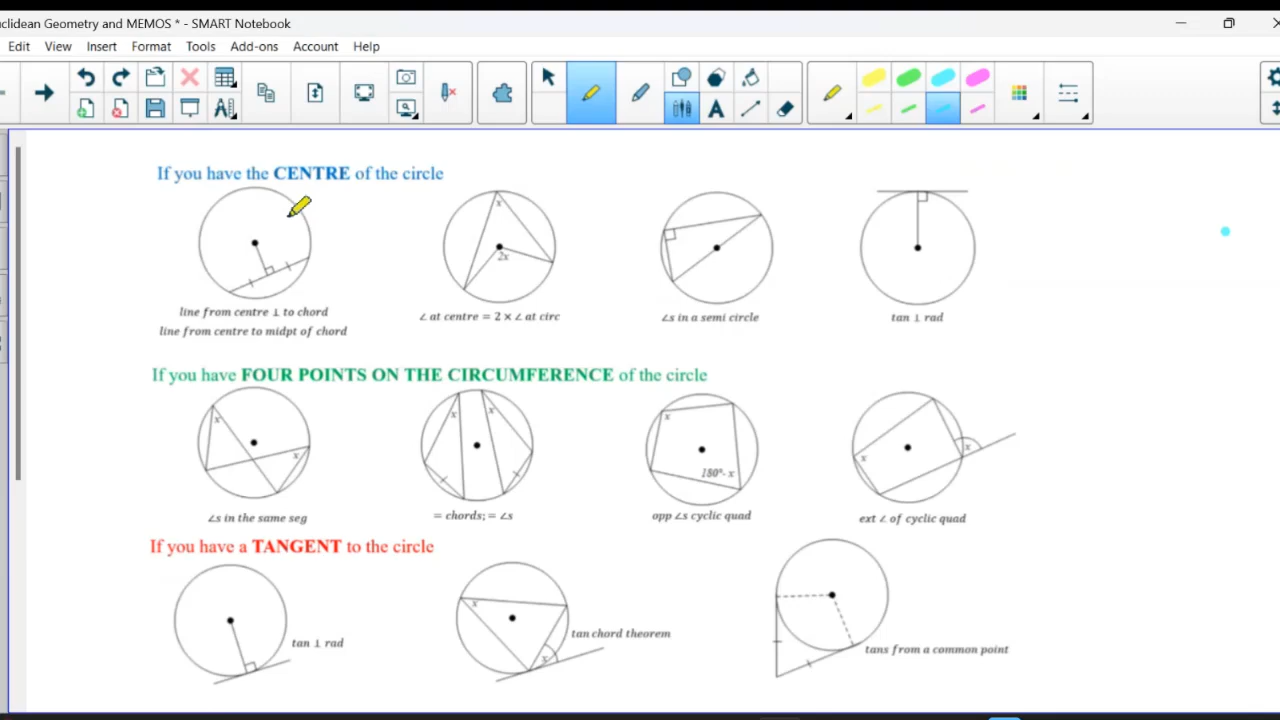 uclidean Geometry and MEMOS * - SMART Notebook
Edit View Insert Format Tools Add-ons Account Help
If you have the CENTRE of the circle
x
2x
line from centre ⊥ to chord
line from centre to midpt of chord
∠ at centre = 2 × ∠ at circ
∠s in a semi circle
tan ⊥ rad
If you have FOUR POINTS ON THE CIRCUMFERENCE of the circle
x
x
x
x
x
180°- x
x
x
∠s in the same seg
= chords; = ∠s
opp ∠s cyclic quad
ext ∠ of cyclic quad
If you have a TANGENT to the circle
x
x
tan ⊥ rad
tan chord theorem
tans from a common point